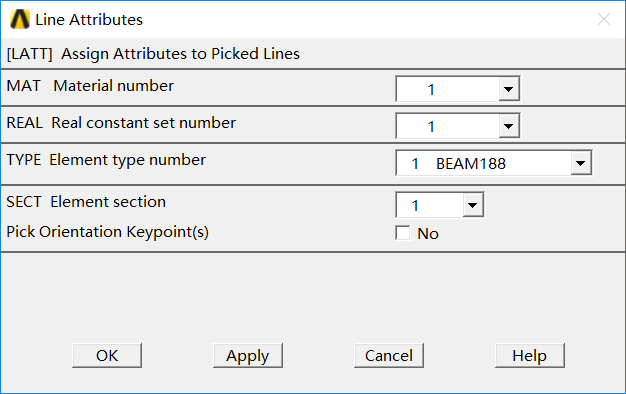 Line Attributes
[LATT] Assign Attributes to Picked Lines
MAT Material number 1
REAL Real constant set number 1
TYPE Element type number 1 BEAM188
SECT Element section 1
Pick Orientation Keypoint(s) No
OK Apply Cancel Help